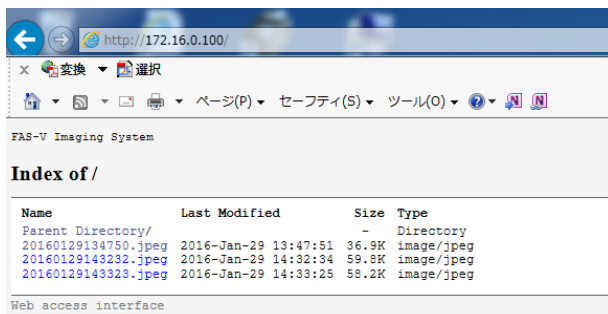 http://172.16.0.100/
x 変換 ▼ 選択
ページ(P) ▼ セーフティ(S) ▼ ツール(O) ▼
FAS-V Imaging System
Index of /
Name Last Modified Size Type
Parent Directory/ - Directory
20160129134750.jpeg 2016-Jan-29 13:47:51 36.9K image/jpeg
20160129143232.jpeg 2016-Jan-29 14:32:34 59.8K image/jpeg
20160129143323.jpeg 2016-Jan-29 14:33:25 58.2K image/jpeg
Web access interface